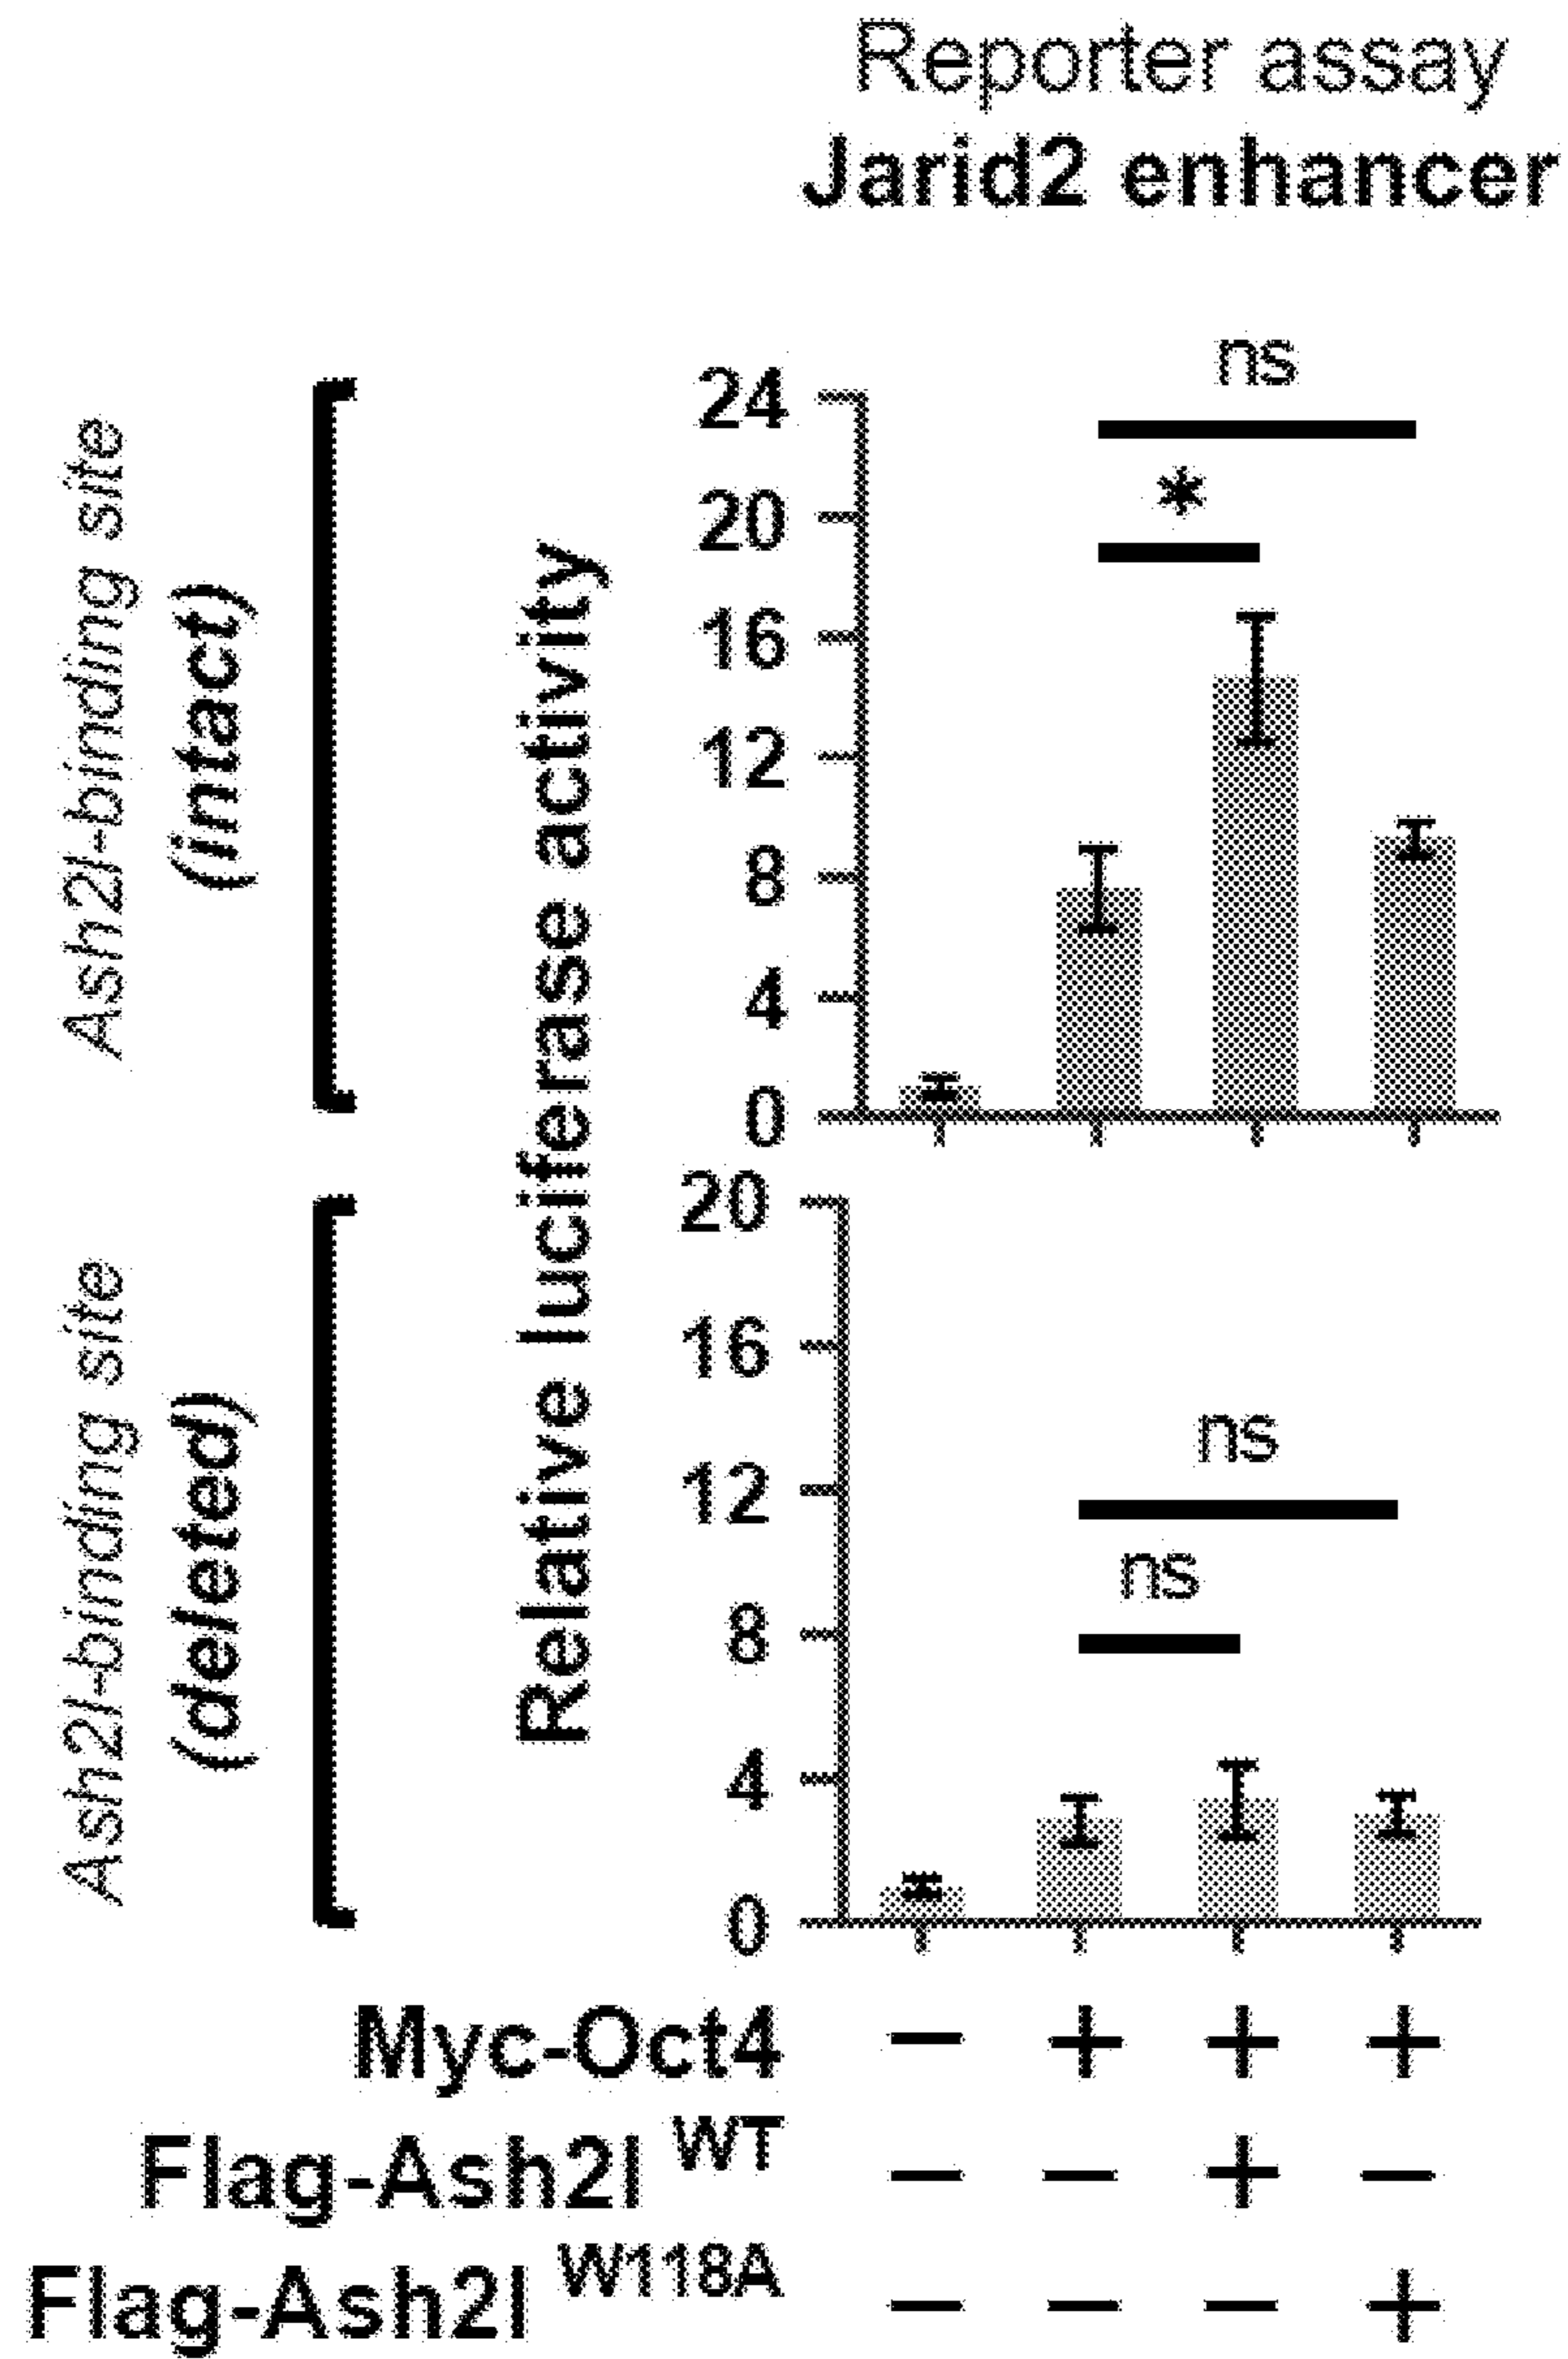 Reporter assay
Jarid2 enhancer
Ash2l-binding site
(intact)
Relative luciferase activity
24
20
16
12
8
4
0
ns
*
Ash2l-binding site
(deleted)
20
16
12
8
4
0
ns
ns
Myc-Oct4 − + + +
Flag-Ash2l WT − − + −
Flag-Ash2l W118A − − − +